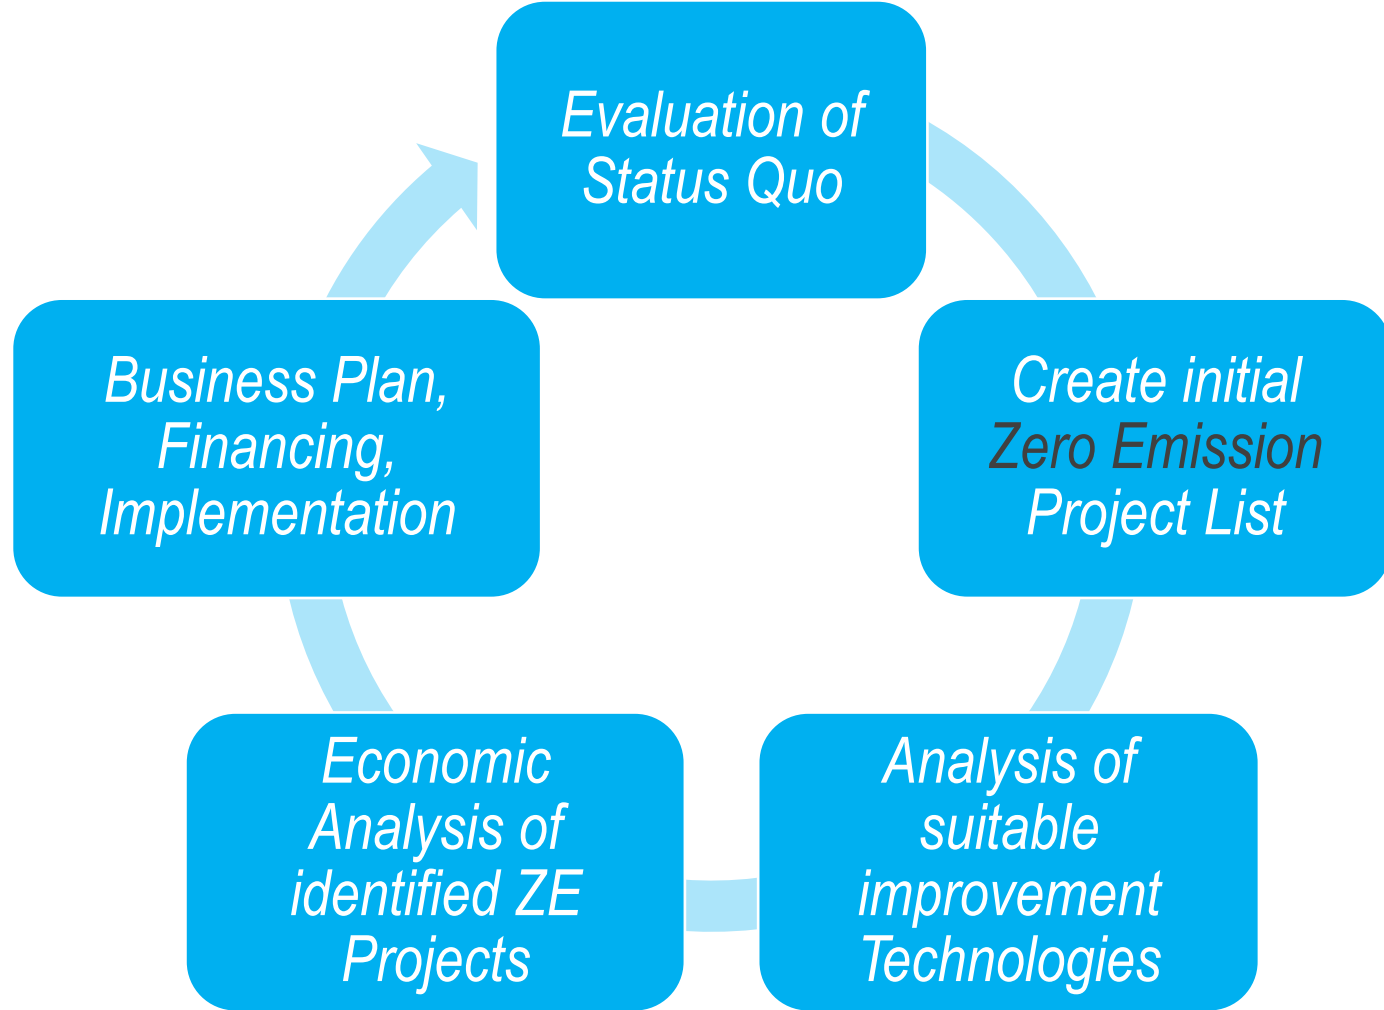 Evaluation of
Status Quo
Create initial
Zero Emission
Project List
Analysis of
suitable
improvement
Technologies
Economic
Analysis of
identified ZE
Projects
Business Plan,
Financing,
Implementation